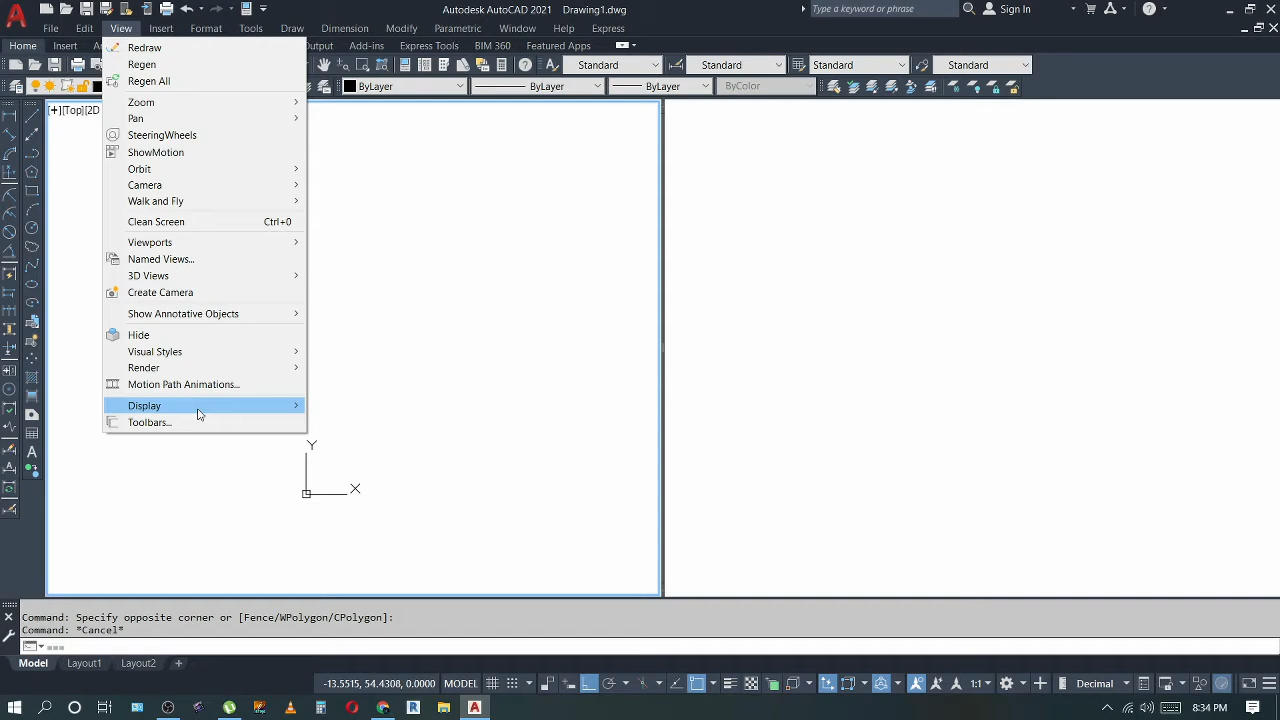 Autodesk AutoCAD 2021 Drawing1.dwg
Type a keyword or phrase
Sign In
File Edit View Insert Format Tools Draw Dimension Modify Parametric Window Help Express
Home Insert Output Add-ins Express Tools BIM 360 Featured Apps
Standard Standard Standard Standard
ByLayer ByLayer ByLayer ByColor
[+][Top][2D
Redraw
Regen
Regen All
Zoom
Pan
SteeringWheels
ShowMotion
Orbit
Camera
Walk and Fly
Clean Screen Ctrl+0
Viewports
Named Views...
3D Views
Create Camera
Show Annotative Objects
Hide
Visual Styles
Render
Motion Path Animations...
Display
Toolbars...
Y
X
Command: Specify opposite corner or [Fence/WPolygon/CPolygon]:
Command: *Cancel*
Model Layout1 Layout2 +
-13.5515, 54.4308, 0.0000 MODEL 1:1 Decimal
8:34 PM